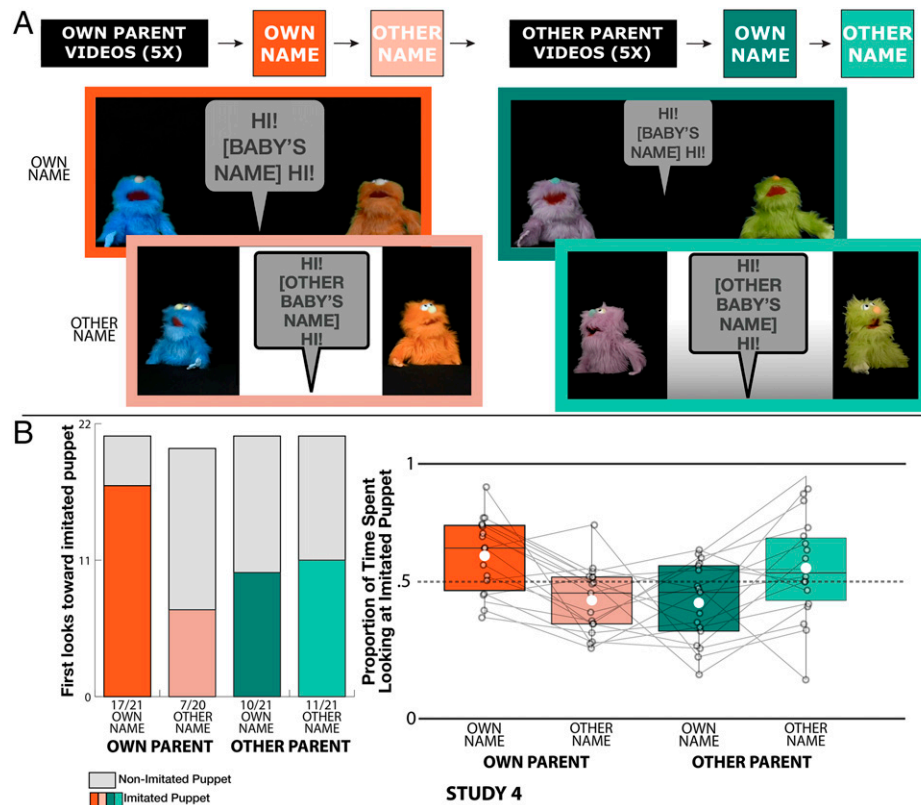 A
OWN PARENT
VIDEOS (5X)
OWN
NAME
OTHER
NAME
OTHER PARENT
VIDEOS (5X)
OWN
NAME
OTHER
NAME
OWN
NAME
HI!
[BABY'S
NAME] HI!
HI!
[BABY'S
NAME] HI!
OTHER
NAME
HI!
[OTHER
BABY'S
NAME]
HI!
HI!
[OTHER
BABY'S
NAME]
HI!
B
First looks toward imitated puppet
22
11
0
17/21
OWN
NAME
7/20
OTHER
NAME
10/21
OWN
NAME
11/21
OTHER
NAME
OWN PARENT
OTHER PARENT
Non-Imitated Puppet
Imitated Puppet
Proportion of Time Spent
Looking at Imitated Puppet
1
.5
0
OWN
NAME
OTHER
NAME
OWN
NAME
OTHER
NAME
OWN PARENT
OTHER PARENT
STUDY 4